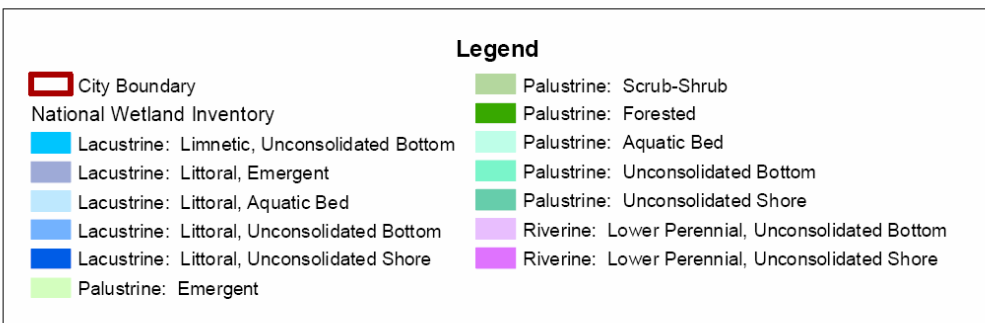 Legend
City Boundary
National Wetland Inventory
Lacustrine: Limnetic, Unconsolidated Bottom
Lacustrine: Littoral, Emergent
Lacustrine: Littoral, Aquatic Bed
Lacustrine: Littoral, Unconsolidated Bottom
Lacustrine: Littoral, Unconsolidated Shore
Palustrine: Emergent
Palustrine: Scrub-Shrub
Palustrine: Forested
Palustrine: Aquatic Bed
Palustrine: Unconsolidated Bottom
Palustrine: Unconsolidated Shore
Riverine: Lower Perennial, Unconsolidated Bottom
Riverine: Lower Perennial, Unconsolidated Shore